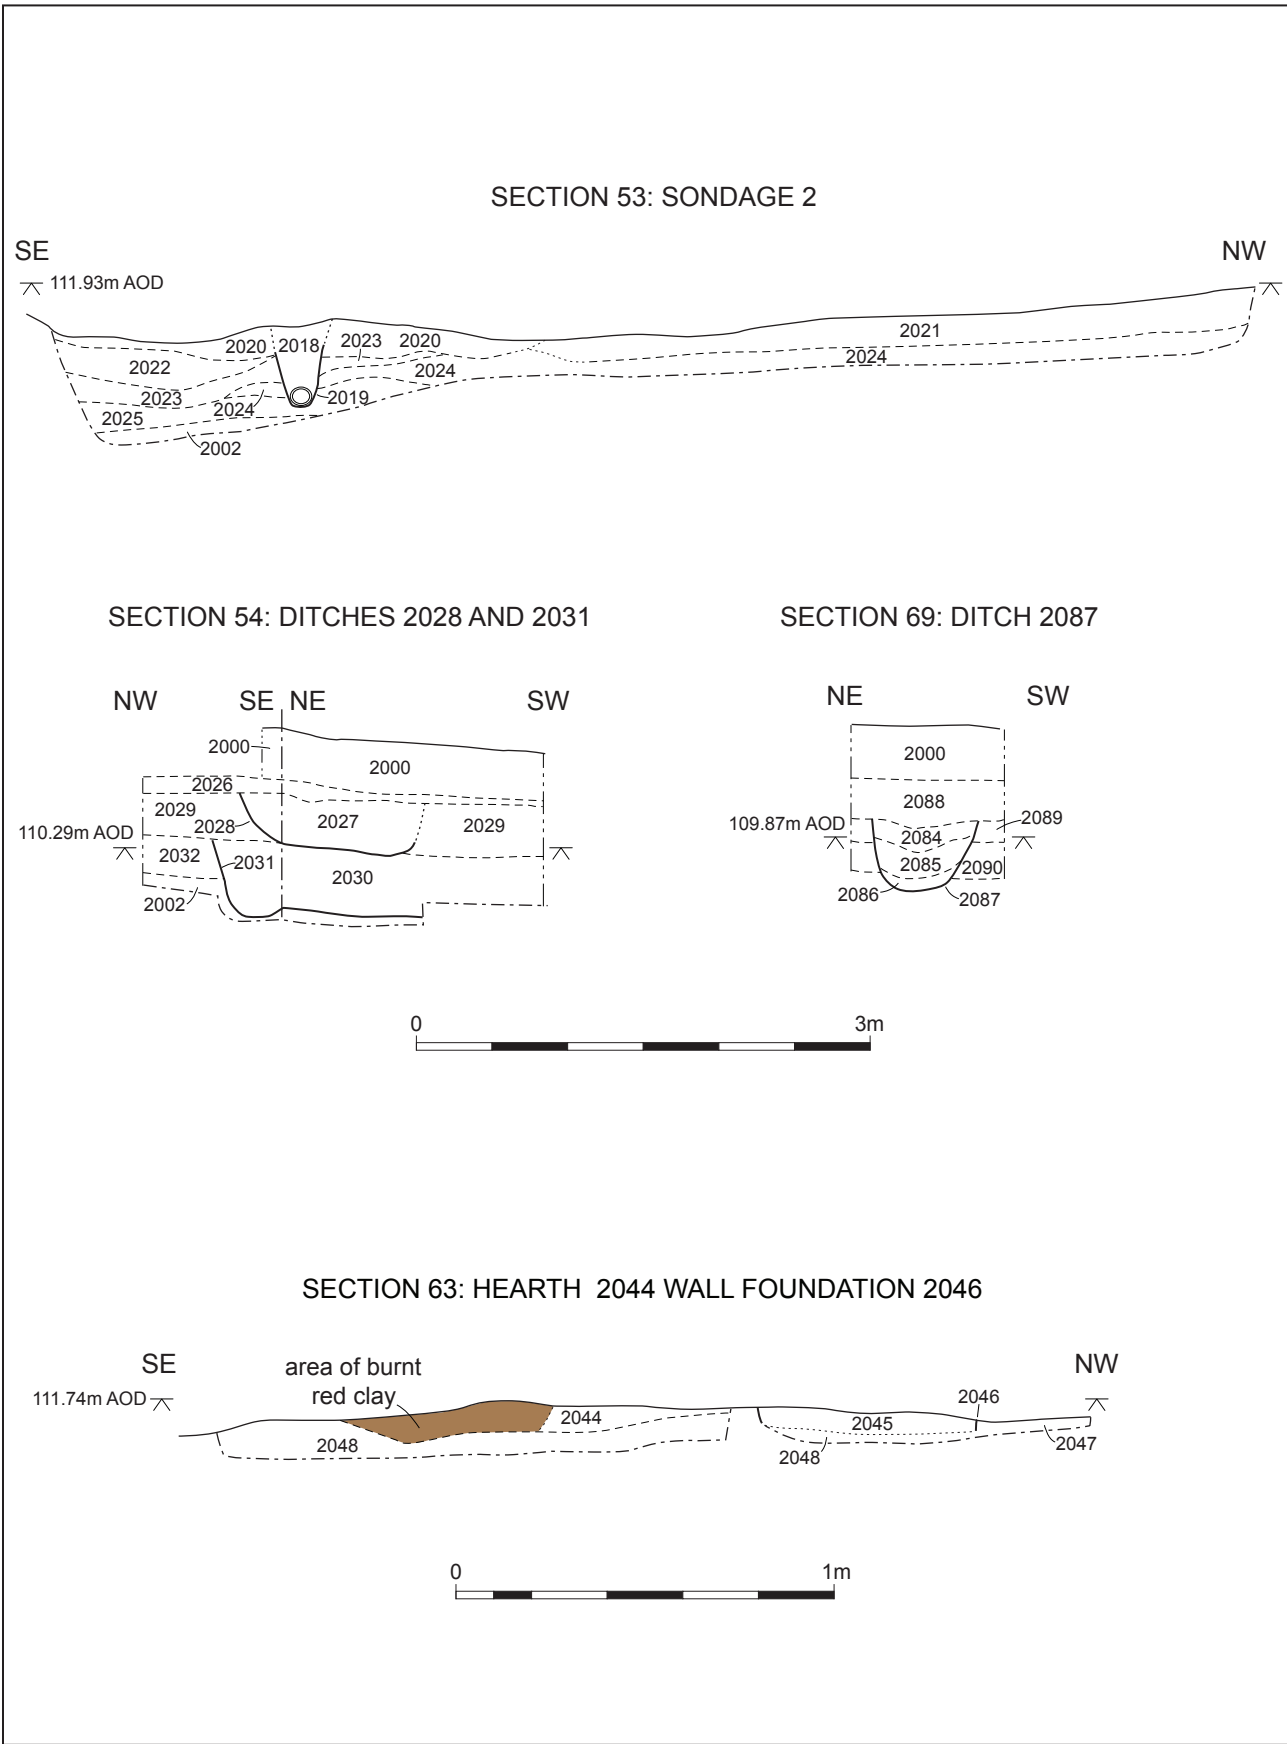 SECTION 53: SONDAGE 2
SE
NW
111.93m AOD
2020
2018
2023
2020
2021
2022
2024
2024
2023
2024
2019
2025
2002
SECTION 54: DITCHES 2028 AND 2031
NW
SE
NE
SW
2000
2000
2026
2029
2028
2027
2029
110.29m AOD
2032
2031
2030
2002
SECTION 69: DITCH 2087
NE
SW
2000
2088
109.87m AOD
2084
2089
2085
2090
2086
2087
0
3m
SECTION 63: HEARTH 2044 WALL FOUNDATION 2046
SE
NW
area of burnt
red clay
111.74m AOD
2046
2044
2045
2048
2048
2047
0
1m